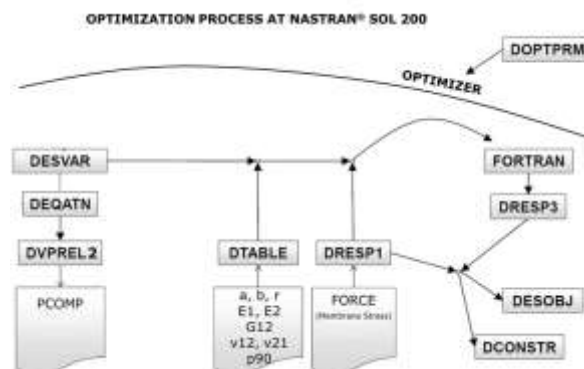 OPTIMIZATION PROCESS AT NASTRAN® SOL 200
DOPTPRM
OPTIMIZER
DESVAR
FORTRAN
DEQATN
DRESP3
DVPREL2
DTABLE
DRESP1
PCOMP
a, b, r
E1, E2
G12
v12, v21
p90
FORCE
(Membrane Stress)
DESOBJ
DCONSTR